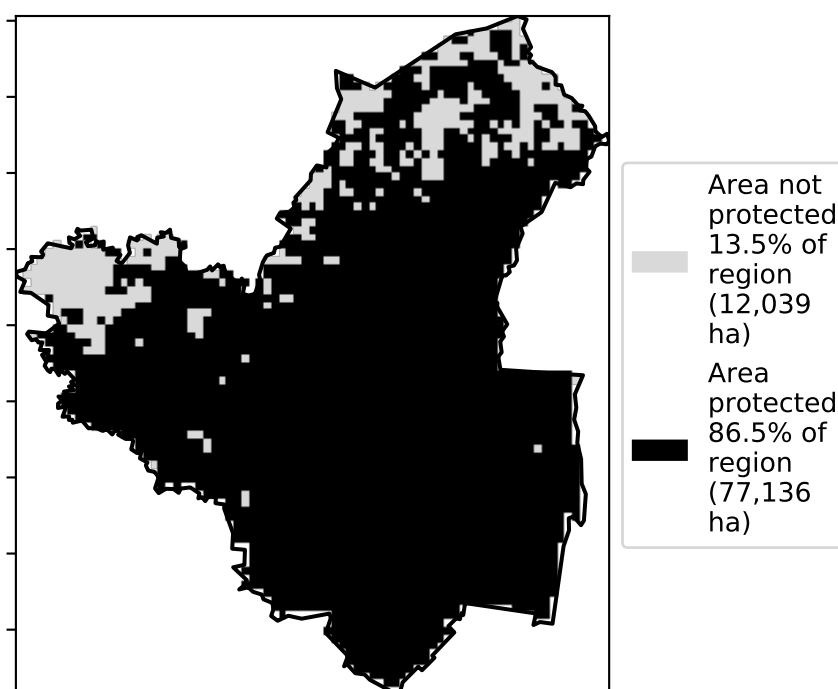 Area not
protected
13.5% of
region
(12,039
ha)
Area
protected
86.5% of
region
(77,136
ha)